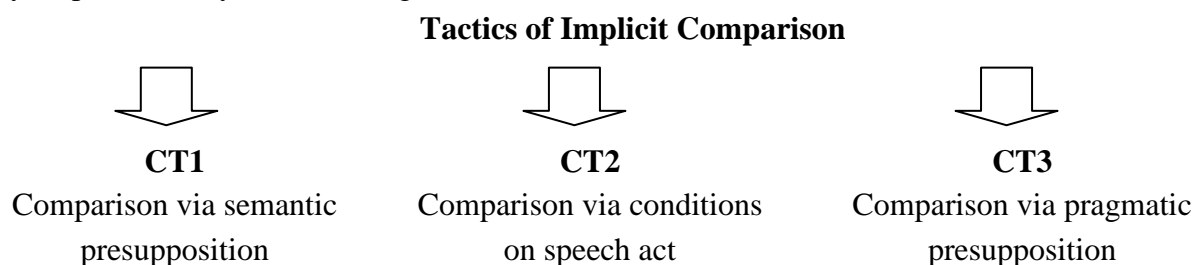 Tactics of Implicit Comparison
CT1 CT2 CT3
Comparison via semantic Comparison via conditions Comparison via pragmatic
presupposition on speech act presupposition